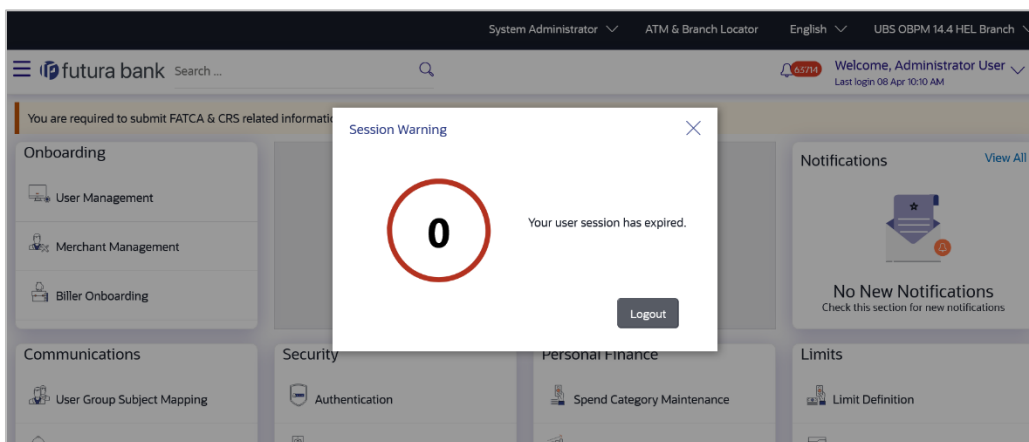 System Administrator ATM & Branch Locator English UBS OBPM 14.4 HEL Branch
futura bank Search ... 63714 Welcome, Administrator User
Last login 08 Apr 10:10 AM
You are required to submit FATCA & CRS related
Session Warning
0
Your user session has expired.
Logout
Onboarding
User Management
Merchant Management
Biller Onboarding
Notifications View All
No New Notifications
Check this section for new notifications
Communications
User Group Subject Mapping
Security
Authentication
Personal Finance
Spend Category Maintenance
Limits
Limit Definition